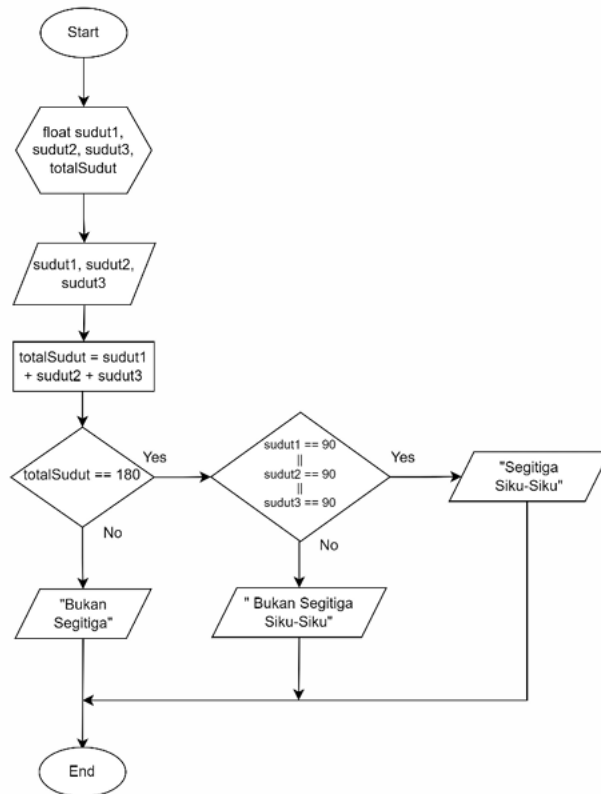 Start
float sudut1,
sudut2, sudut3,
totalSudut
sudut1, sudut2,
sudut3
totalSudut = sudut1
+ sudut2 + sudut3
totalSudut == 180
Yes
sudut1 == 90
||
sudut2 == 90
||
sudut3 == 90
Yes
"Segitiga
Siku-Siku"
No
No
"Bukan
Segitiga"
" Bukan Segitiga
Siku-Siku"
End